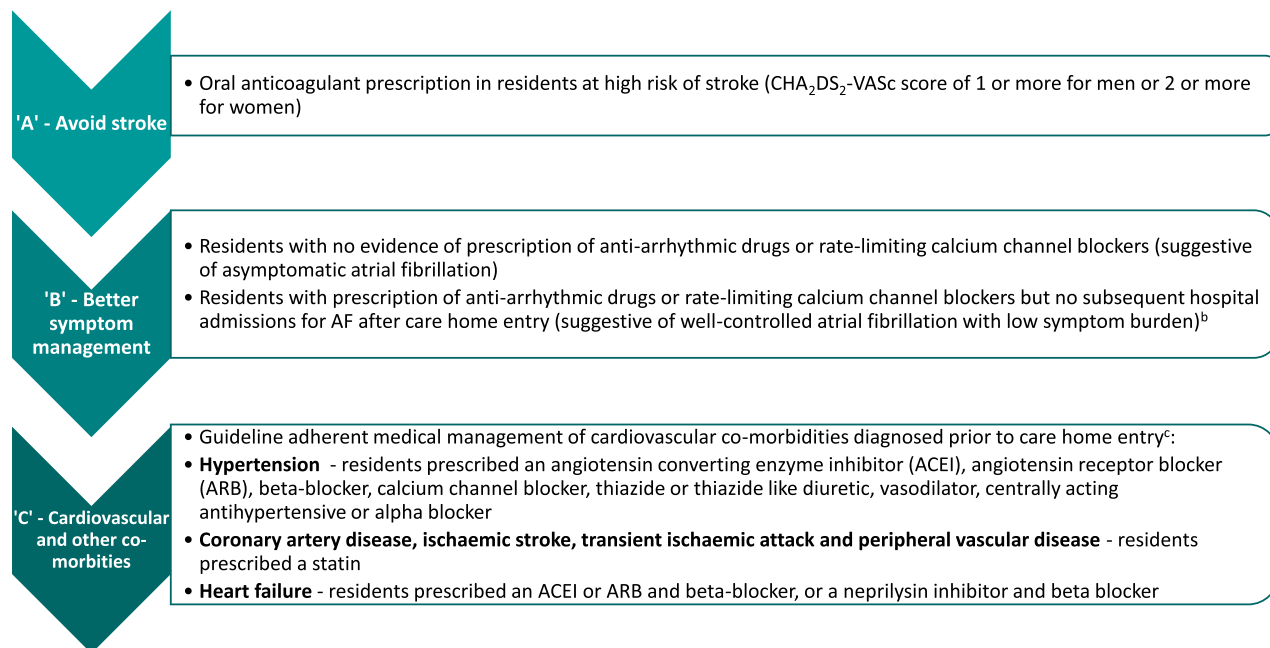 'A' - Avoid stroke
• Oral anticoagulant prescription in residents at high risk of stroke (CHA₂DS₂-VASc score of 1 or more for men or 2 or more
for women)
'B' - Better
symptom
management
• Residents with no evidence of prescription of anti-arrhythmic drugs or rate-limiting calcium channel blockers (suggestive
of asymptomatic atrial fibrillation)
• Residents with prescription of anti-arrhythmic drugs or rate-limiting calcium channel blockers but no subsequent hospital
admissions for AF after care home entry (suggestive of well-controlled atrial fibrillation with low symptom burden)ᵇ
'C' - Cardiovascular
and other co-
morbities
• Guideline adherent medical management of cardiovascular co-morbidities diagnosed prior to care home entryᶜ:
• Hypertension - residents prescribed an angiotensin converting enzyme inhibitor (ACEI), angiotensin receptor blocker
(ARB), beta-blocker, calcium channel blocker, thiazide or thiazide like diuretic, vasodilator, centrally acting
antihypertensive or alpha blocker
• Coronary artery disease, ischaemic stroke, transient ischaemic attack and peripheral vascular disease - residents
prescribed a statin
• Heart failure - residents prescribed an ACEI or ARB and beta-blocker, or a neprilysin inhibitor and beta blocker